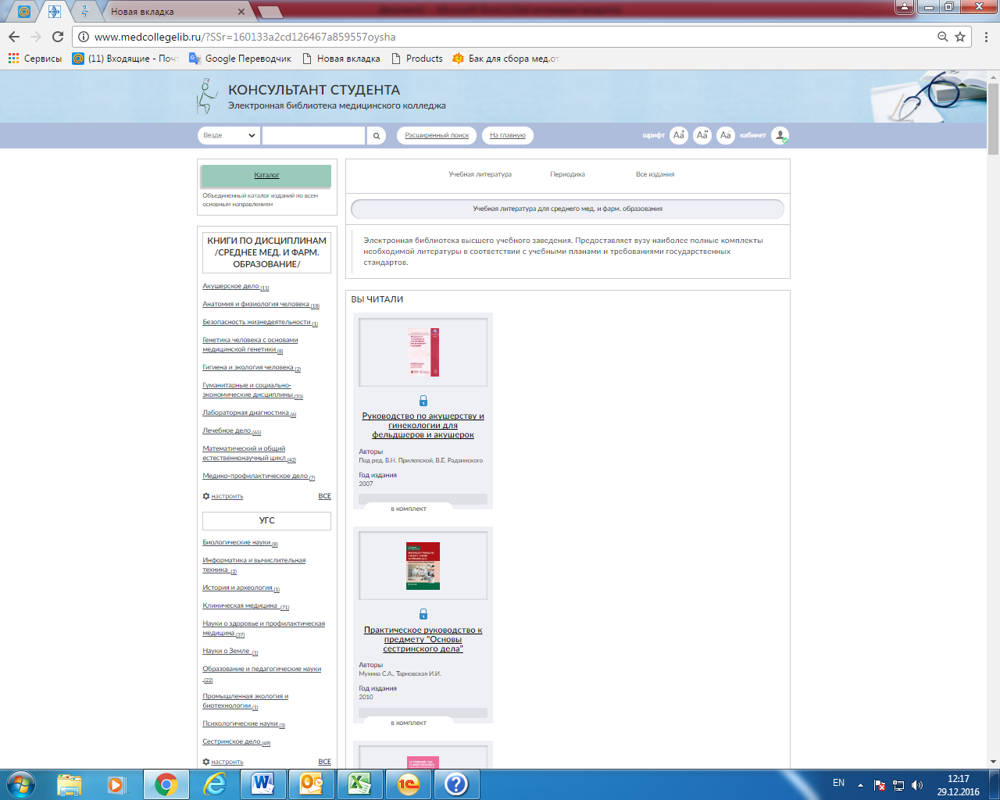 Новая вкладка
www.medcollegelib.ru/?SSr=160133a2cd126467a859557oysha
Сервисы
(11) Входящие - Почт
Google Переводчик
Новая вкладка
Products
Бак для сбора мед.от
КОНСУЛЬТАНТ СТУДЕНТА
Электронная библиотека медицинского колледжа
Везде
Расширенный поиск
На главную
шрифт
Aa+
Aa
Aa-
кабинет
Каталог
Объединенный каталог изданий по всем
основным направлениям
КНИГИ ПО ДИСЦИПЛИНАМ
/СРЕДНЕЕ МЕД. И ФАРМ.
ОБРАЗОВАНИЕ/
Акушерское дело (11)
Анатомия и физиология человека (18)
Безопасность жизнедеятельности (1)
Генетика человека с основами
медицинской генетики (8)
Гигиена и экология человека (2)
Гуманитарные и социально-
экономические дисциплины (35)
Лабораторная диагностика (6)
Лечебное дело (65)
Математический и общий
естественнонаучный цикл (42)
Медико-профилактическое дело (7)
настроить
ВСЕ
УГС
Биологические науки (8)
Информатика и вычислительная
техника (2)
История и археология (1)
Клиническая медицина (71)
Науки о здоровье и профилактическая
медицина (37)
Науки о Земле (1)
Образование и педагогические науки
(22)
Промышленная экология и
биотехнологии (1)
Психологические науки (3)
Сестринское дело (49)
настроить
ВСЕ
Учебная литература
Периодика
Все издания
Учебная литература для среднего мед. и фарм. образования
Электронная библиотека высшего учебного заведения. Предоставляет вузу наиболее полные комплекты
необходимой литературы в соответствии с учебными планами и требованиями государственных
стандартов.
ВЫ ЧИТАЛИ
Руководство по акушерству и
гинекологии для
фельдшеров и акушерок
Авторы
Под ред. В.Н. Прилепской, В.Е. Радзинского
Год издания
2007
в комплект
Практическое руководство к
предмету "Основы
сестринского дела"
Авторы
Мухина С.А., Тарновская И.И.
Год издания
2010
в комплект
EN
12:17
29.12.2016